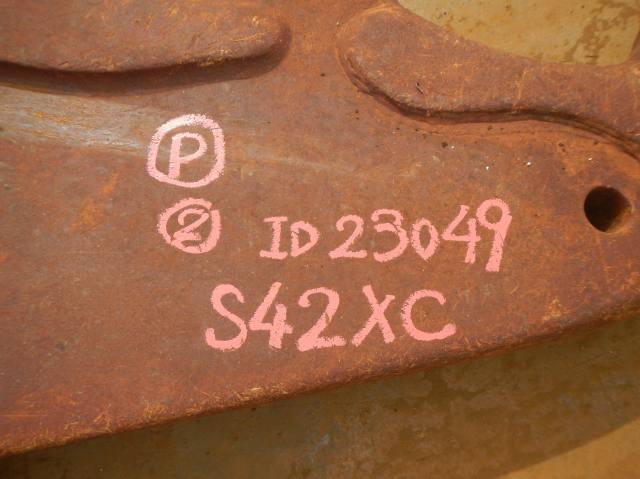 Ⓟ
② ID 23049
S42XC